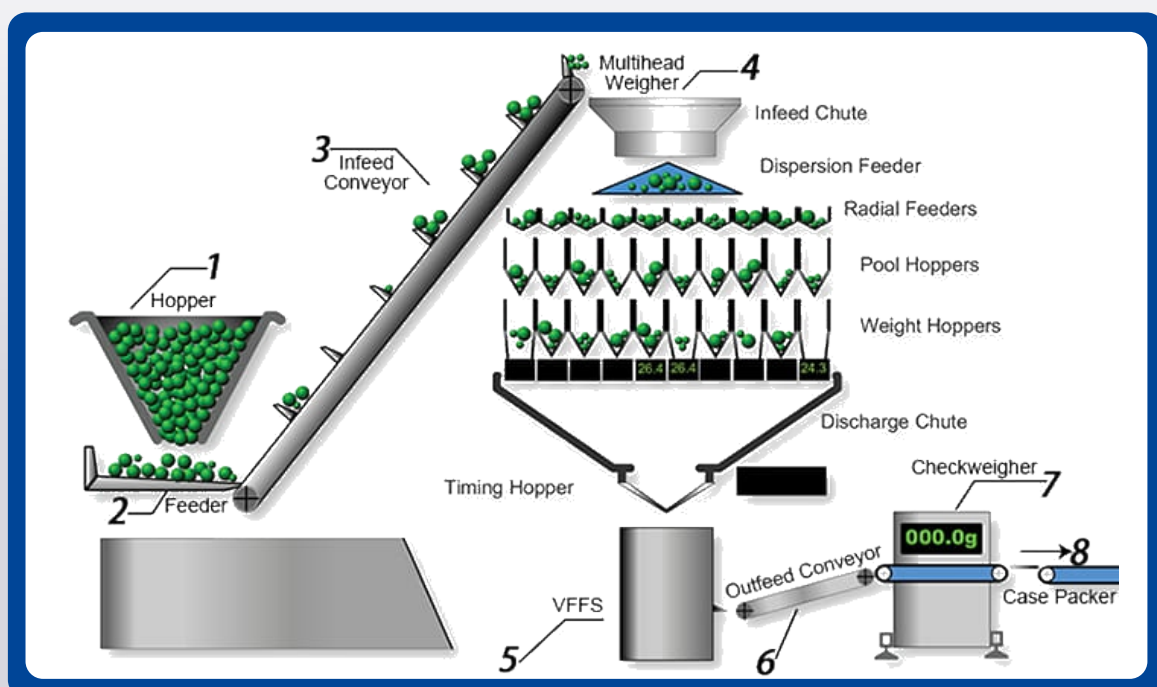 1
Hopper
2
Feeder
3
Infeed
Conveyor
Multihead
Weigher
4
Infeed Chute
Dispersion Feeder
Radial Feeders
Pool Hoppers
Weight Hoppers
26.4
26.4
24.3
Discharge Chute
Timing Hopper
VFFS
5
Outfeed Conveyor
6
Checkweigher
7
000.0g
8
Case Packer